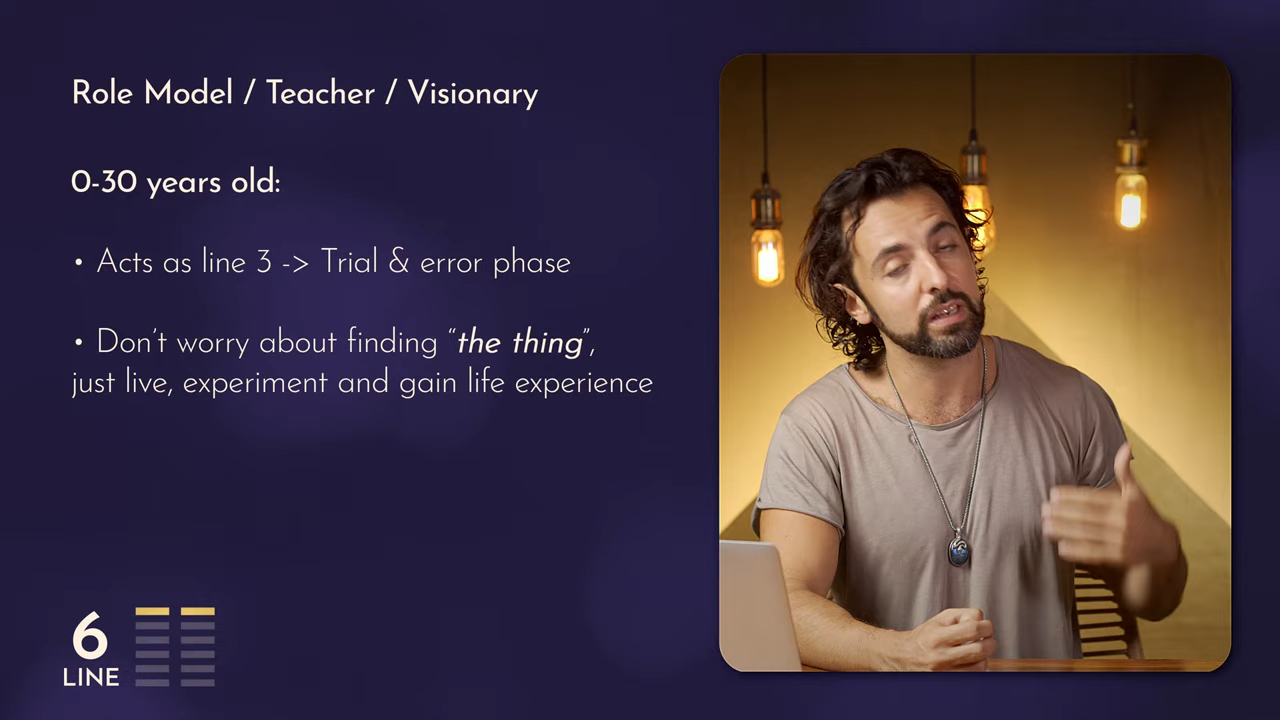 Role Model / Teacher / Visionary
0-30 years old:
• Acts as line 3 -> Trial & error phase
• Don't worry about finding “the thing”,
just live, experiment and gain life experience
6
LINE